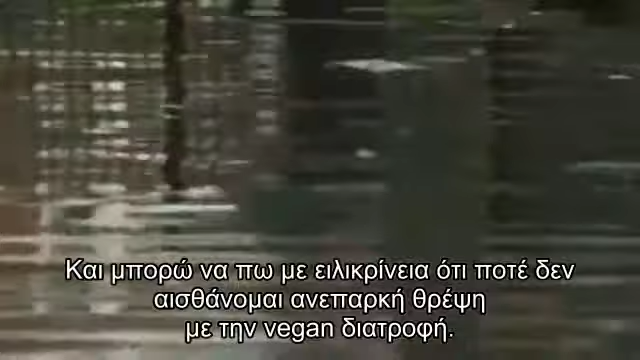 Και μπορώ να πω με ειλικρίνεια ότι ποτέ δεν
αισθάνομαι ανεπαρκή θρέψη
με την vegan διατροφή.